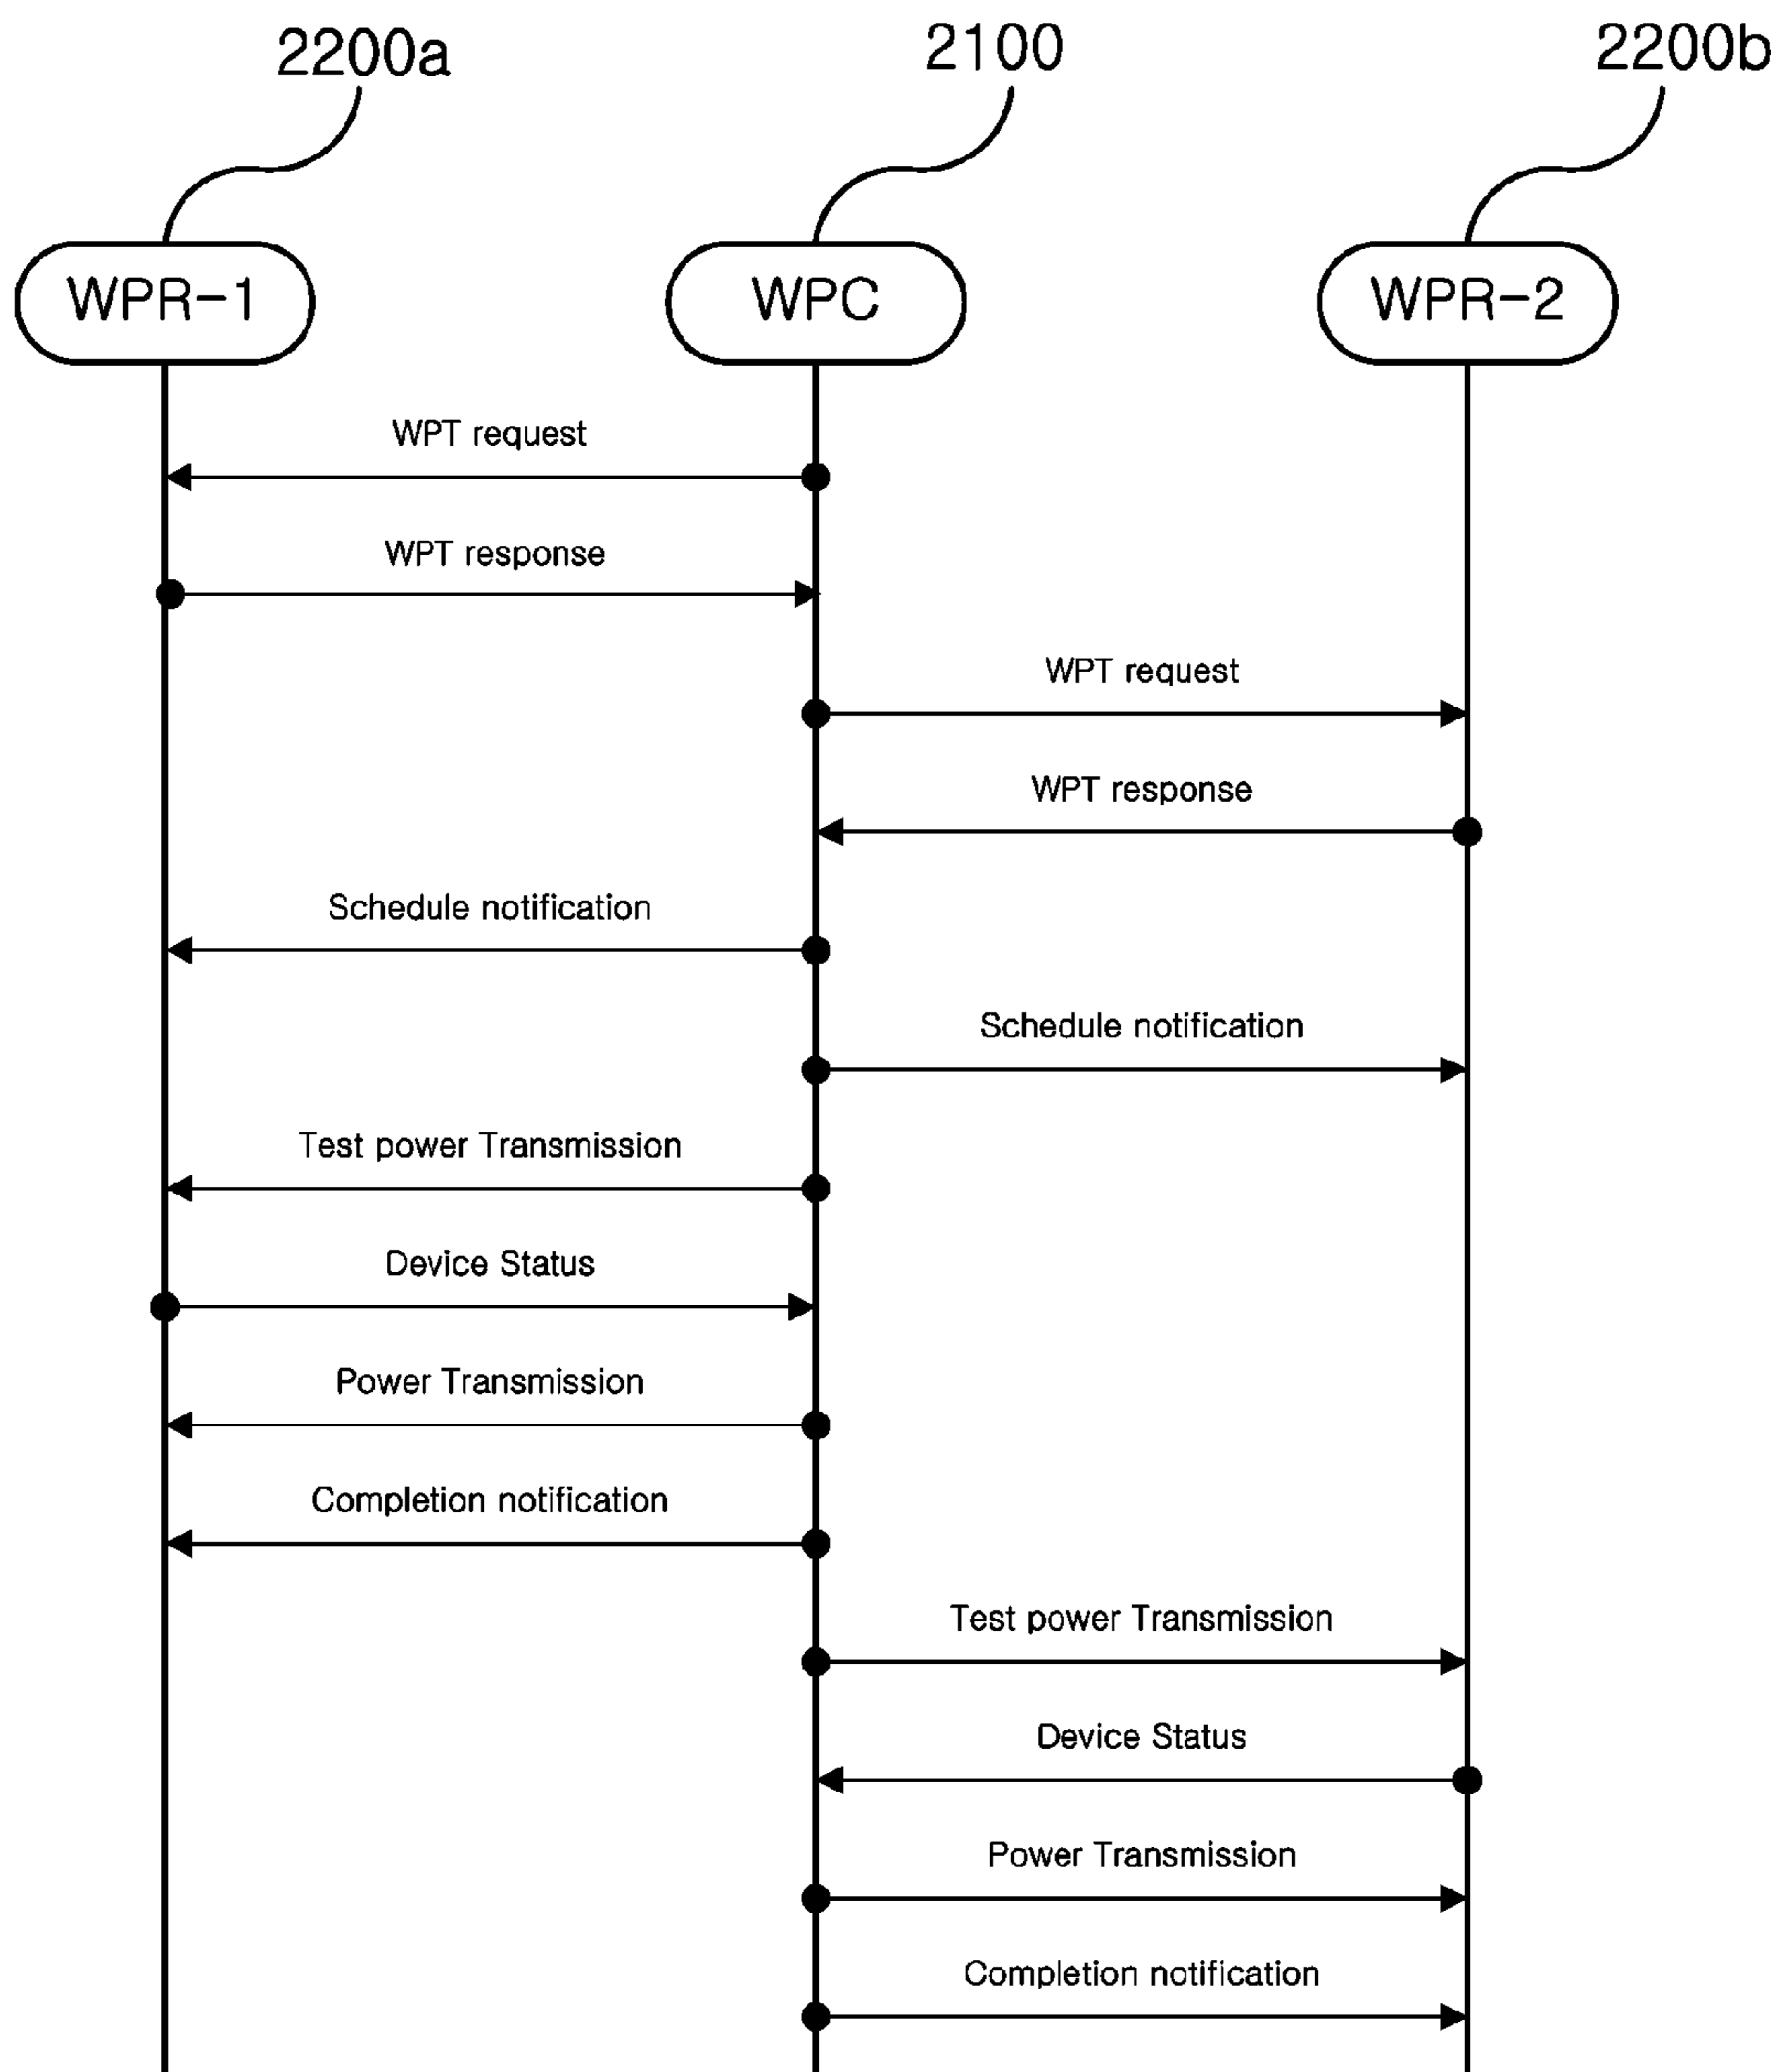 2200a
2100
2200b
WPR-1
WPC
WPR-2
WPT request
WPT response
WPT request
WPT response
Schedule notification
Schedule notification
Test power Transmission
Device Status
Power Transmission
Completion notification
Test power Transmission
Device Status
Power Transmission
Completion notification